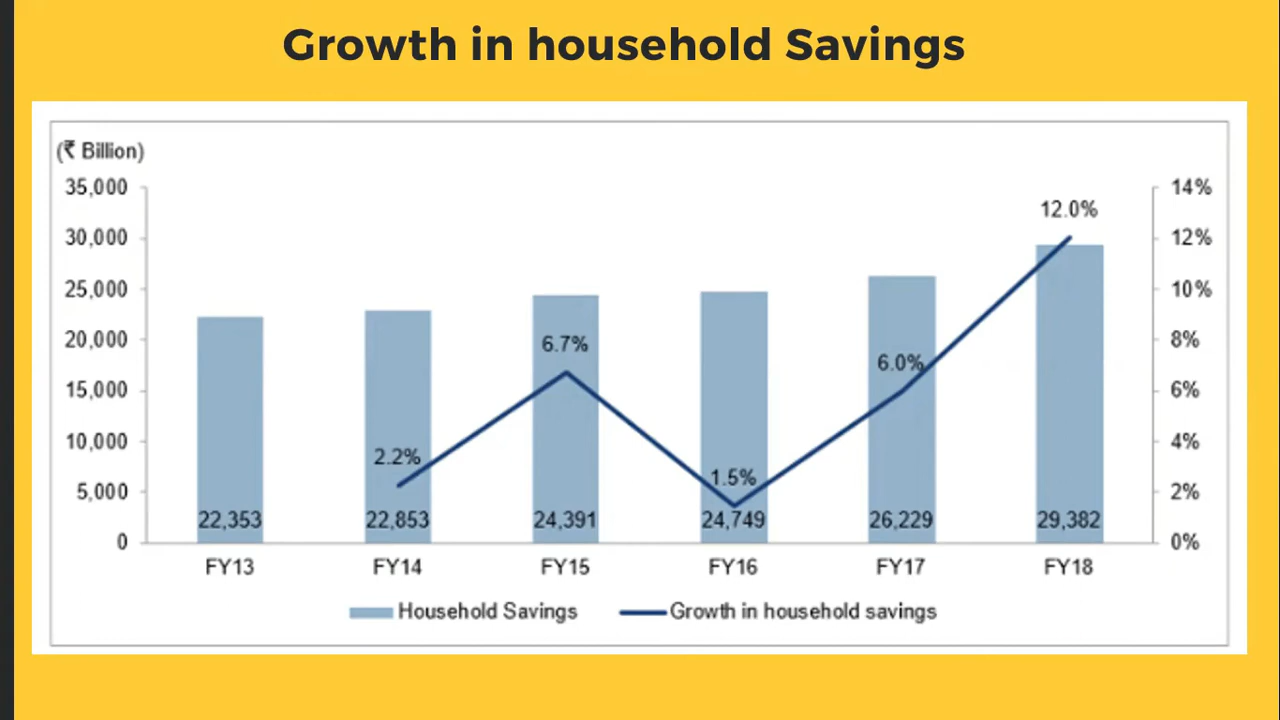 Growth in household Savings
(₹ Billion)
35,000 14%
12.0%
30,000 12%
25,000 10%
20,000 8%
6.7%
6.0%
15,000 6%
10,000 4%
2.2%
1.5%
5,000 2%
22,353 22,853 24,391 24,749 26,229 29,382
0 0%
FY13 FY14 FY15 FY16 FY17 FY18
Household Savings Growth in household savings